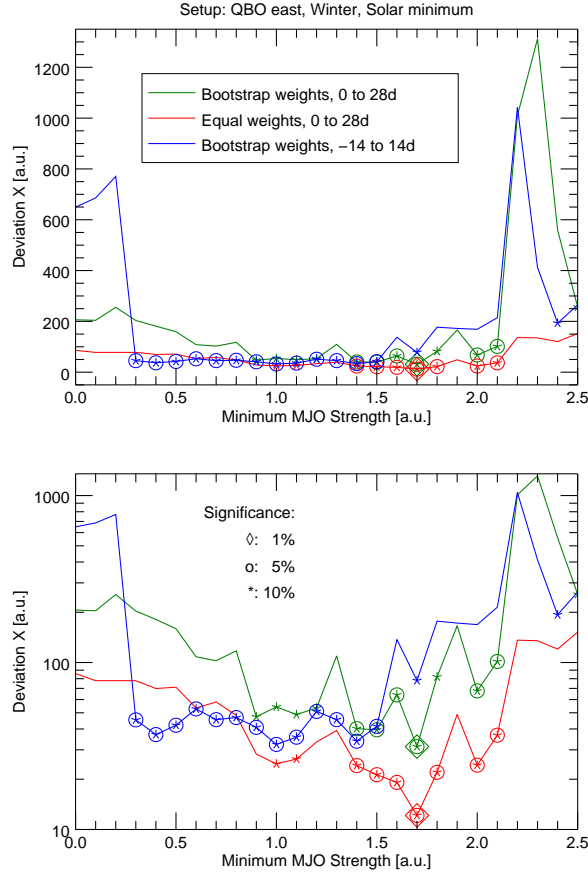 Setup: QBO east, Winter, Solar minimum
1200
1000
800
600
400
200
0
Deviation X [a.u.]
Bootstrap weights, 0 to 28d
Equal weights, 0 to 28d
Bootstrap weights, −14 to 14d
0.0 0.5 1.0 1.5 2.0 2.5
Minimum MJO Strength [a.u.]
1000
100
10
Deviation X [a.u.]
Significance:
◊: 1%
o: 5%
*: 10%
0.0 0.5 1.0 1.5 2.0 2.5
Minimum MJO Strength [a.u.]